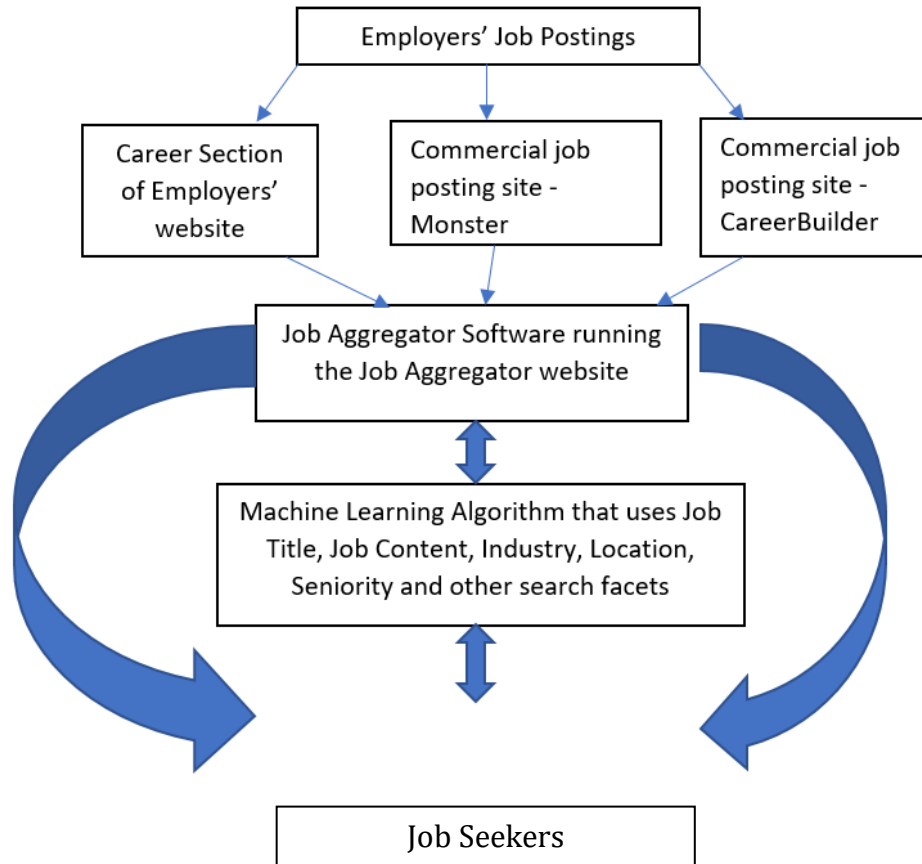 Employers’ Job Postings
Career Section
of Employers’
website
Commercial job
posting site -
Monster
Commercial job
posting site -
CareerBuilder
Job Aggregator Software running
the Job Aggregator website
Machine Learning Algorithm that uses Job
Title, Job Content, Industry, Location,
Seniority and other search facets
Job Seekers